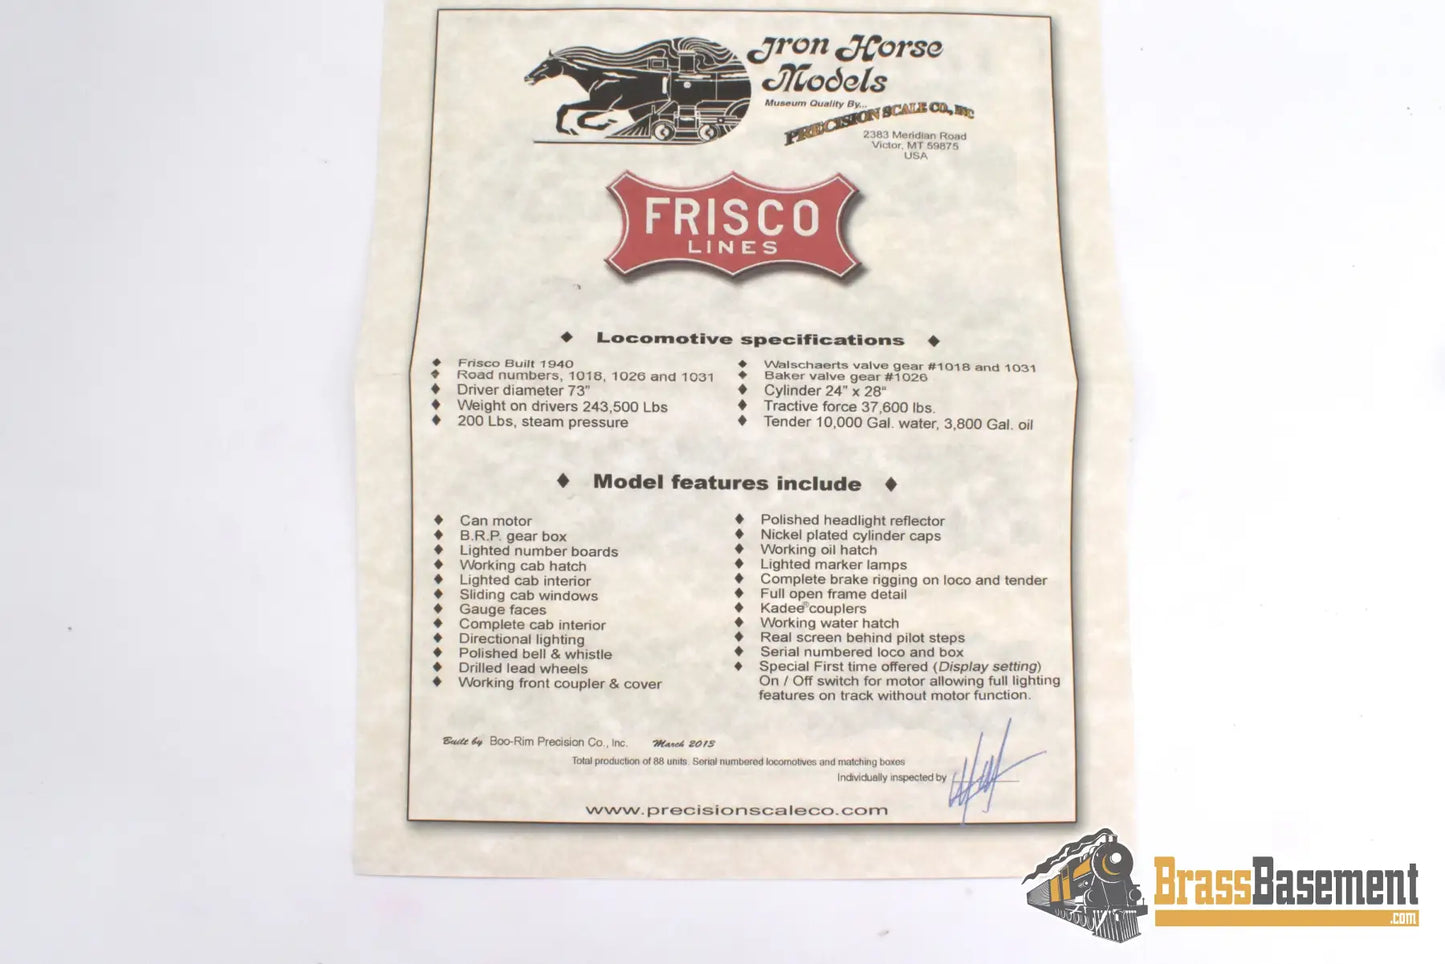 Iron Horse
Models
Museum Quality By...
PRECISION SCALE CO., INC
2383 Meridian Road
Victor, MT 59875
USA
FRISCO
LINES
Locomotive specifications
Frisco Built 1940
Road numbers, 1018, 1026 and 1031
Driver diameter 73"
Weight on drivers 243,500 Lbs
200 Lbs, steam pressure
Walschaerts valve gear #1018 and 1031
Baker valve gear #1026
Cylinder 24" x 28"
Tractive force 37,600 lbs.
Tender 10,000 Gal. water, 3,800 Gal. oil
Model features include
Can motor
B.R.P. gear box
Lighted number boards
Working cab hatch
Lighted cab interior
Sliding cab windows
Gauge faces
Complete cab interior
Directional lighting
Polished bell & whistle
Drilled lead wheels
Working front coupler & cover
Polished headlight reflector
Nickel plated cylinder caps
Working oil hatch
Lighted marker lamps
Complete brake rigging on loco and tender
Full open frame detail
Kadee® couplers
Working water hatch
Real screen behind pilot steps
Serial numbered loco and box
Special First time offered (Display setting)
On / Off switch for motor allowing full lighting
features on track without motor function.
Built by Boo-Rim Precision Co., Inc. March 2015
Total production of 88 units. Serial numbered locomotives and matching boxes
Individually inspected by
www.precisionscaleco.com
BrassBasement
.com